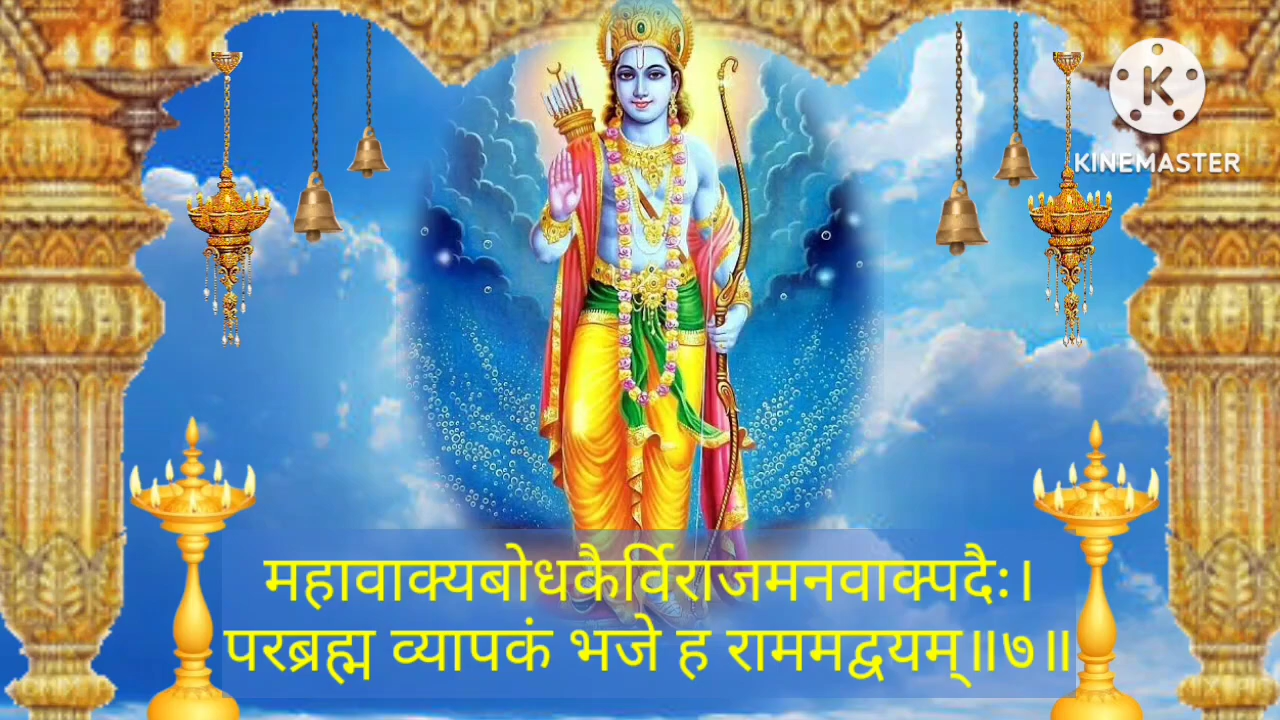 KINEMASTER
महावाक्यबोधकैर्विराजमनवाक्पदैः।
परब्रह्म व्यापकं भजे ह राममद्वयम्॥७॥